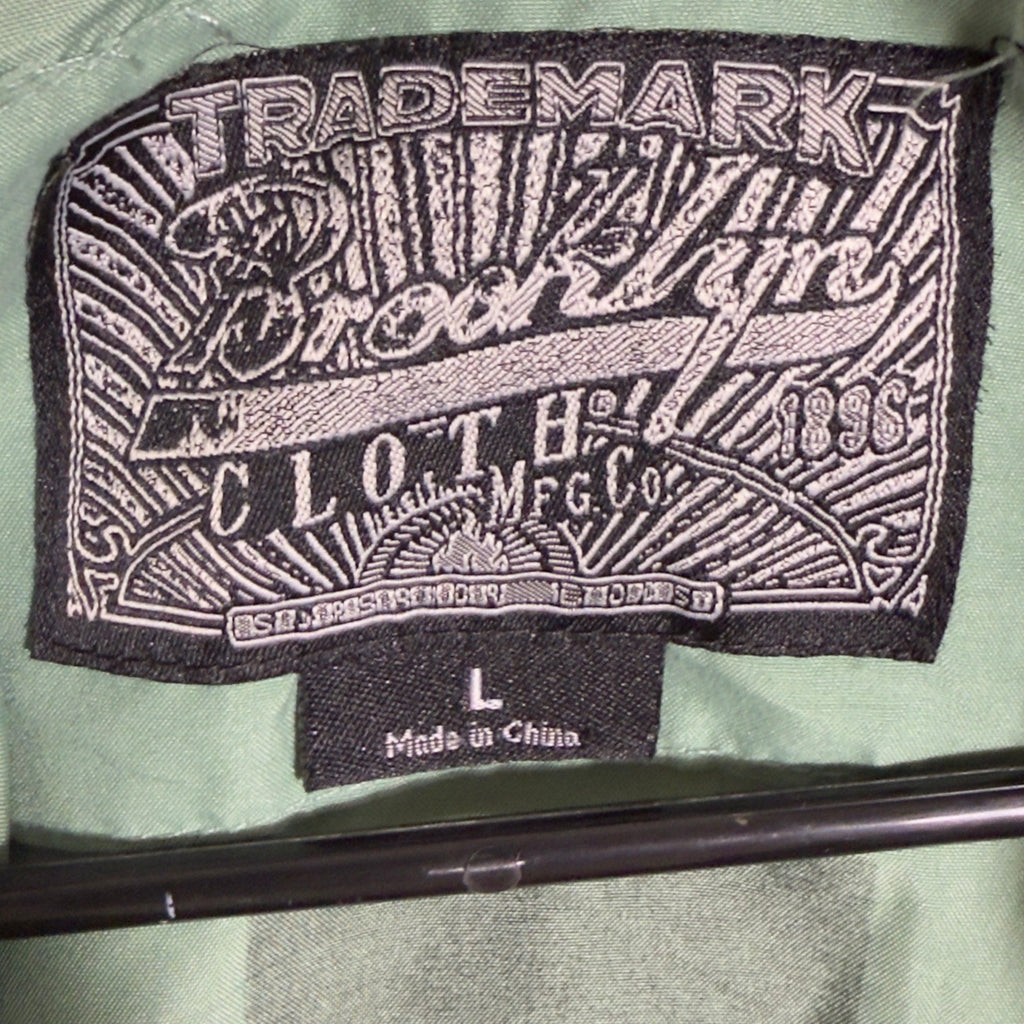 TRADEMARK
Brooklyn
CLOTH
MFG. Co.
1896
L
Made in China